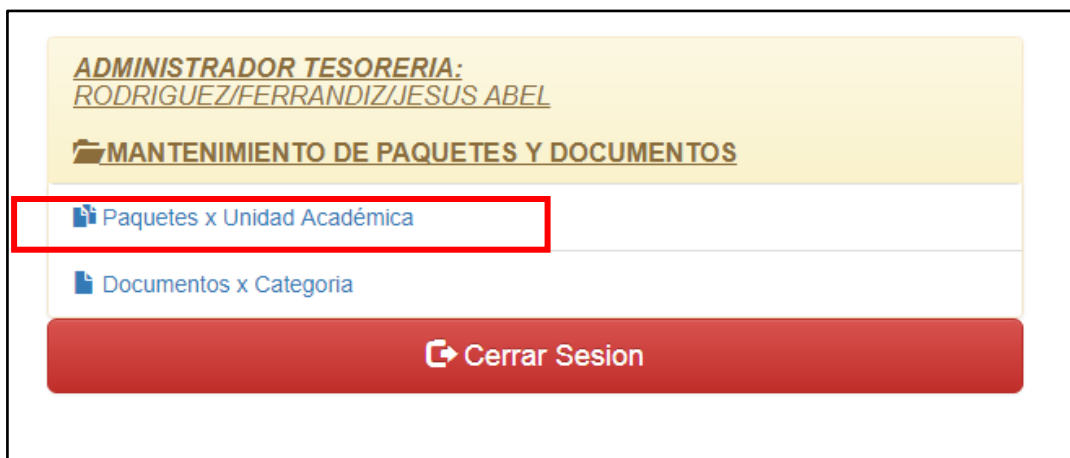 ADMINISTRADOR TESORERIA:
RODRIGUEZ/FERRANDIZ/JESUS ABEL
MANTENIMIENTO DE PAQUETES Y DOCUMENTOS
Paquetes x Unidad Académica
Documentos x Categoria
Cerrar Sesion